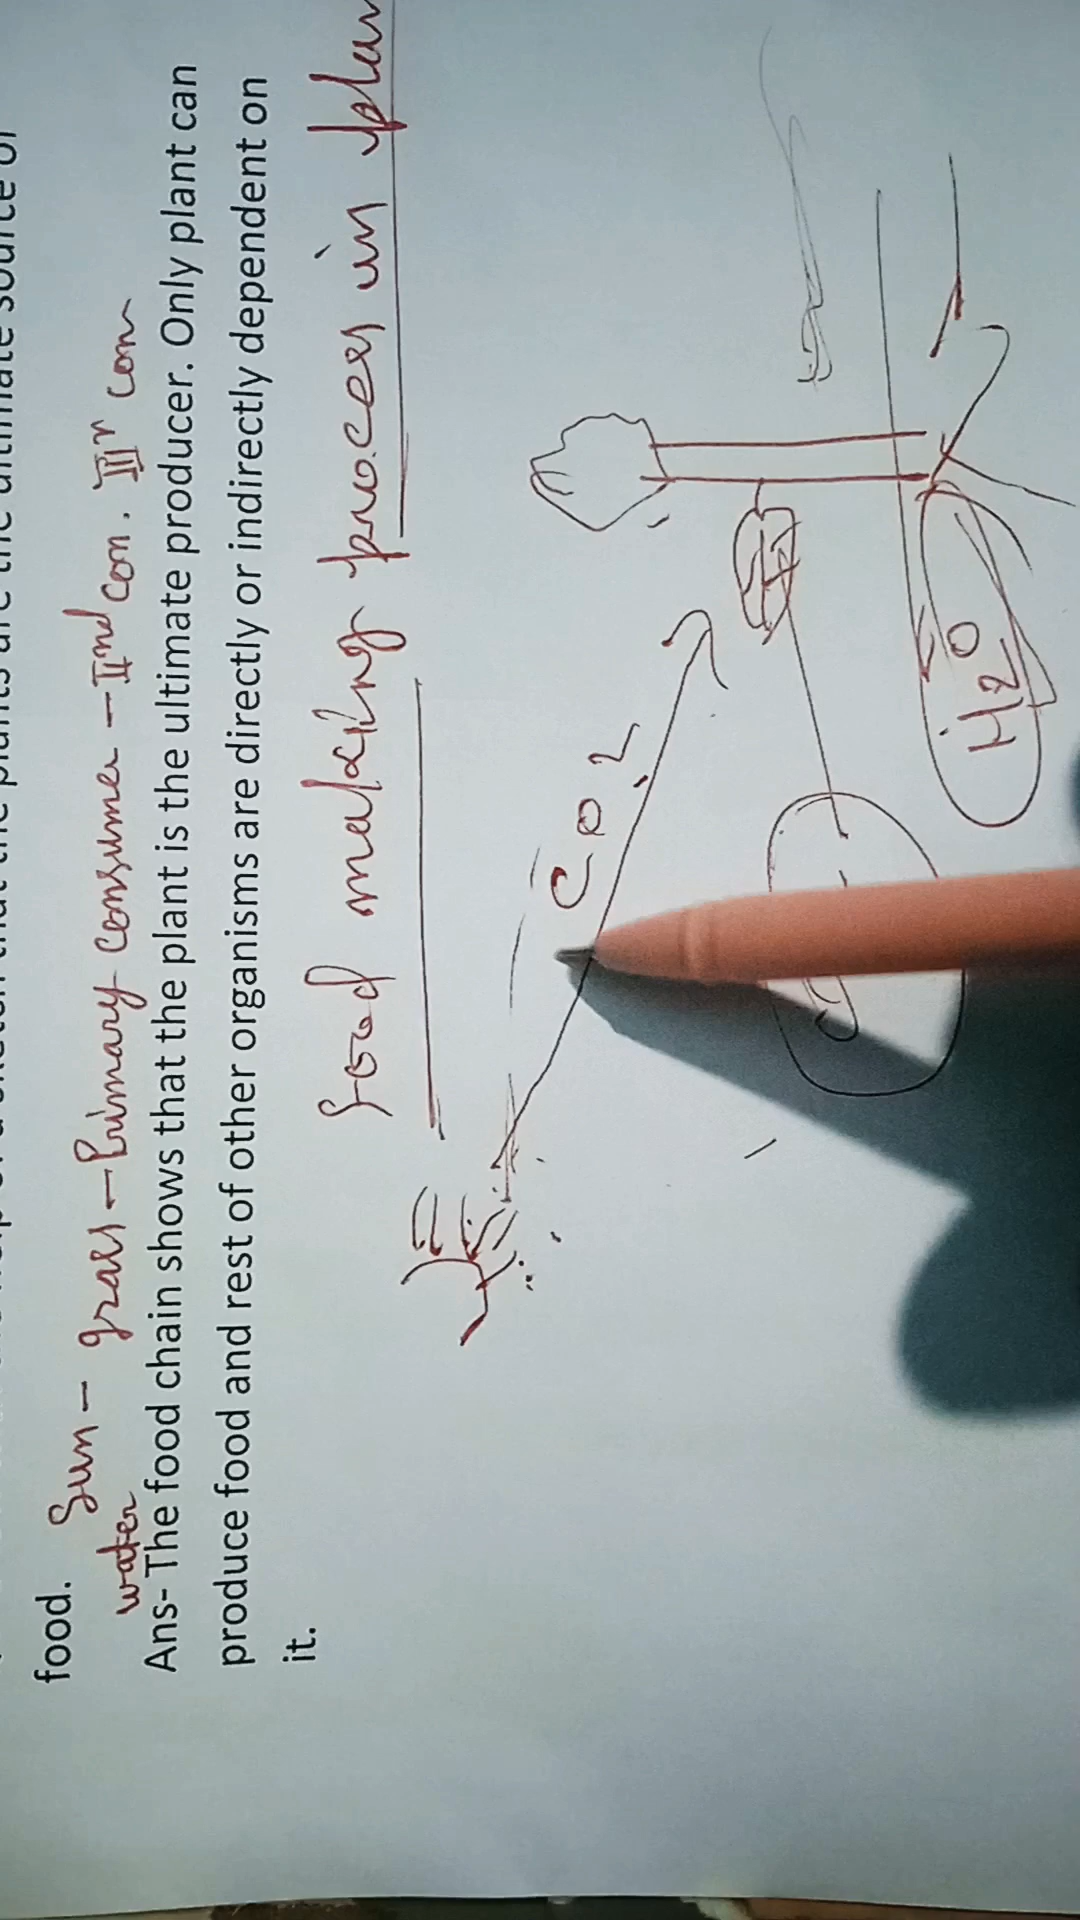 food.
Sun - grass - Primary consumer - IInd con. IIIr con
water
Ans- The food chain shows that the plant is the ultimate producer. Only plant can
produce food and rest of other organisms are directly or indirectly dependent on
it.
food making process in plan
CO2
H2O